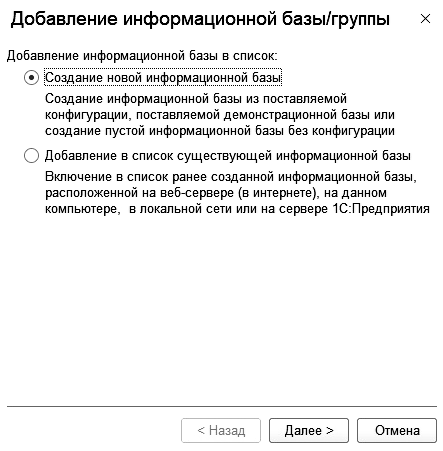 Добавление информационной базы/группы
Добавление информационной базы в список:
Создание новой информационной базы
Создание информационной базы из поставляемой
конфигурации, поставляемой демонстрационной базы или
создание пустой информационной базы без конфигурации
Добавление в список существующей информационной базы
Включение в список ранее созданной информационной базы,
расположенной на веб-сервере (в интернете), на данном
компьютере,  в локальной сети или на сервере 1С:Предприятия
< Назад
Далее >
Отмена